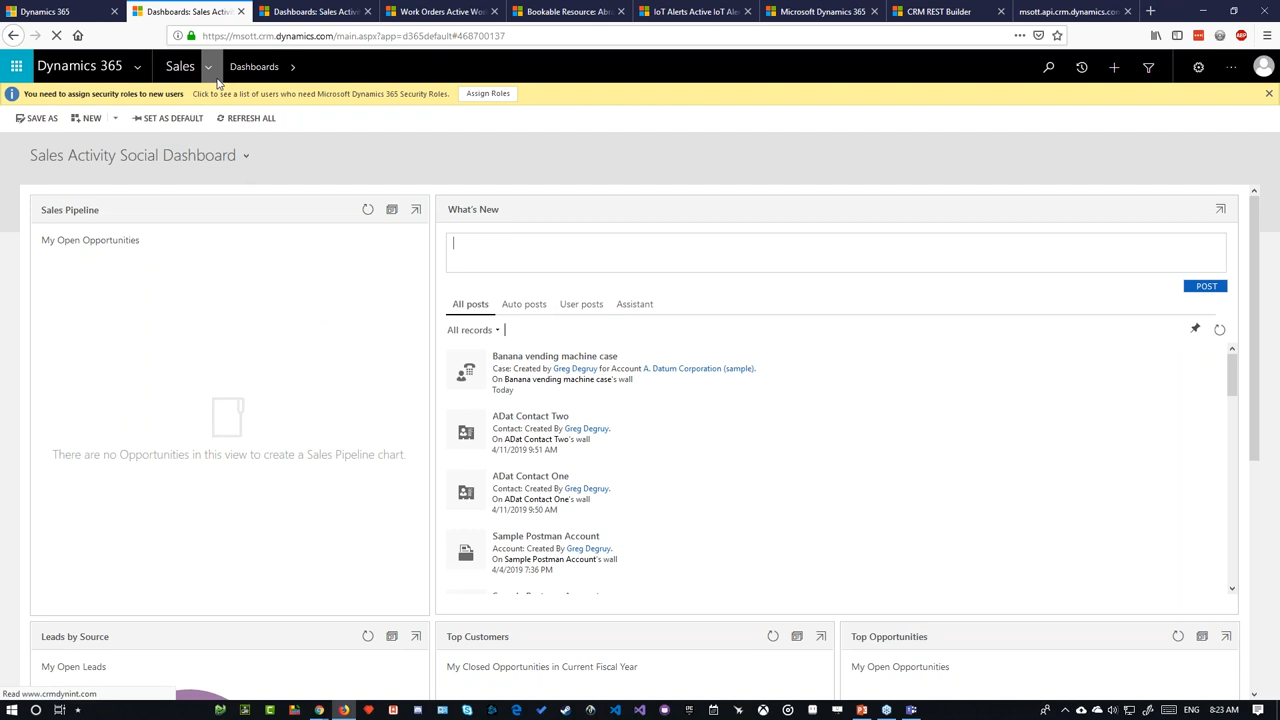 Dynamics 365
Dashboards: Sales Activi
Dashboards: Sales Activi
Work Orders Active Wo
Bookable Resource: Abu
IoT Alerts Active IoT Ale
Microsoft Dynamics 365
CRM REST Builder
msott.api.crm.dynamics.com/
https://msott.crm.dynamics.com/main.aspx?app=d365default#468700137
Dynamics 365
Sales
Dashboards
You need to assign security roles to new users
Click to see a list of users who need Microsoft Dynamics 365 Security Roles.
Assign Roles
SAVE AS
NEW
SET AS DEFAULT
REFRESH ALL
Sales Activity Social Dashboard
Sales Pipeline
My Open Opportunities
There are no Opportunities in this view to create a Sales Pipeline chart.
What's New
POST
All posts
Auto posts
User posts
Assistant
All records
Banana vending machine case
Case: Created by Greg Degruy for Account A. Datum Corporation (sample).
On Banana vending machine case's wall
Today
ADat Contact Two
Contact: Created By Greg Degruy.
On ADat Contact Two's wall
4/11/2019 9:51 AM
ADat Contact One
Contact: Created By Greg Degruy.
On ADat Contact One's wall
4/11/2019 9:50 AM
Sample Postman Account
Account: Created By Greg Degruy.
On Sample Postman Account's wall
4/4/2019 7:36 PM
Leads by Source
My Open Leads
Top Customers
My Closed Opportunities in Current Fiscal Year
Top Opportunities
My Open Opportunities
Read www.crmdynint.com
ENG
8:23 AM